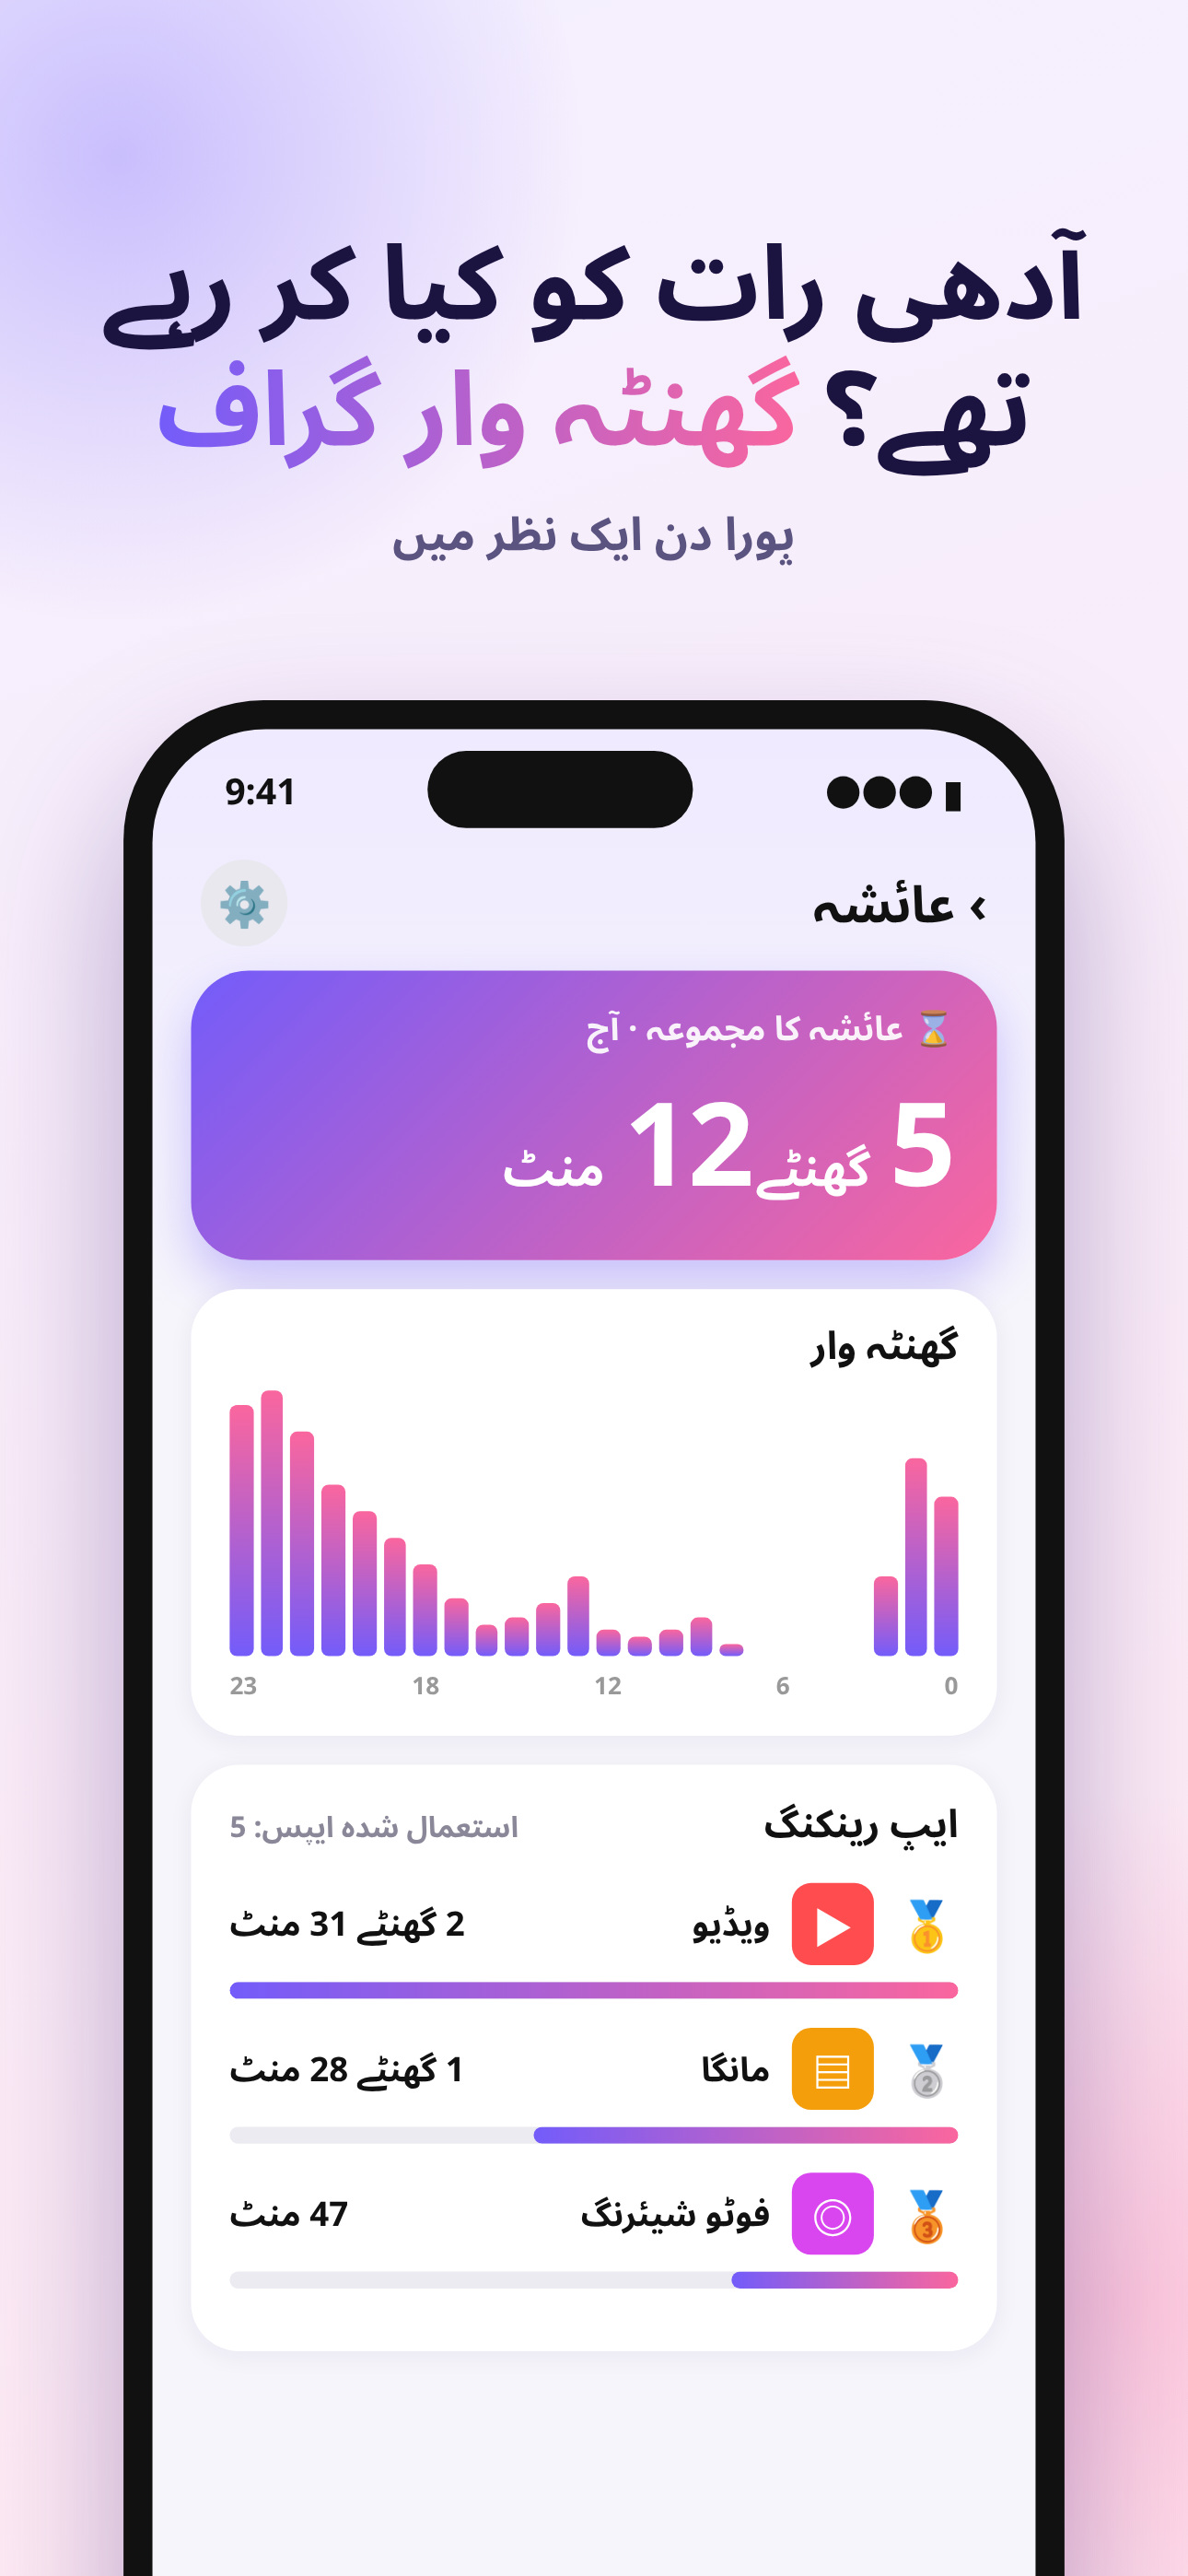 آدھی رات کو کیا کر رہے
تھے؟ گھنٹہ وار گراف
پورا دن ایک نظر میں
9:41
› عائشہ
⌛ عائشہ کا مجموعہ · آج
5 گھنٹے 12 منٹ
گھنٹہ وار
0 6 12 18 23
ایپ رینکنگ
استعمال شدہ ایپس: 5
🥇 ویڈیو 2 گھنٹے 31 منٹ
🥈 مانگا 1 گھنٹے 28 منٹ
🥉 فوٹو شیئرنگ 47 منٹ